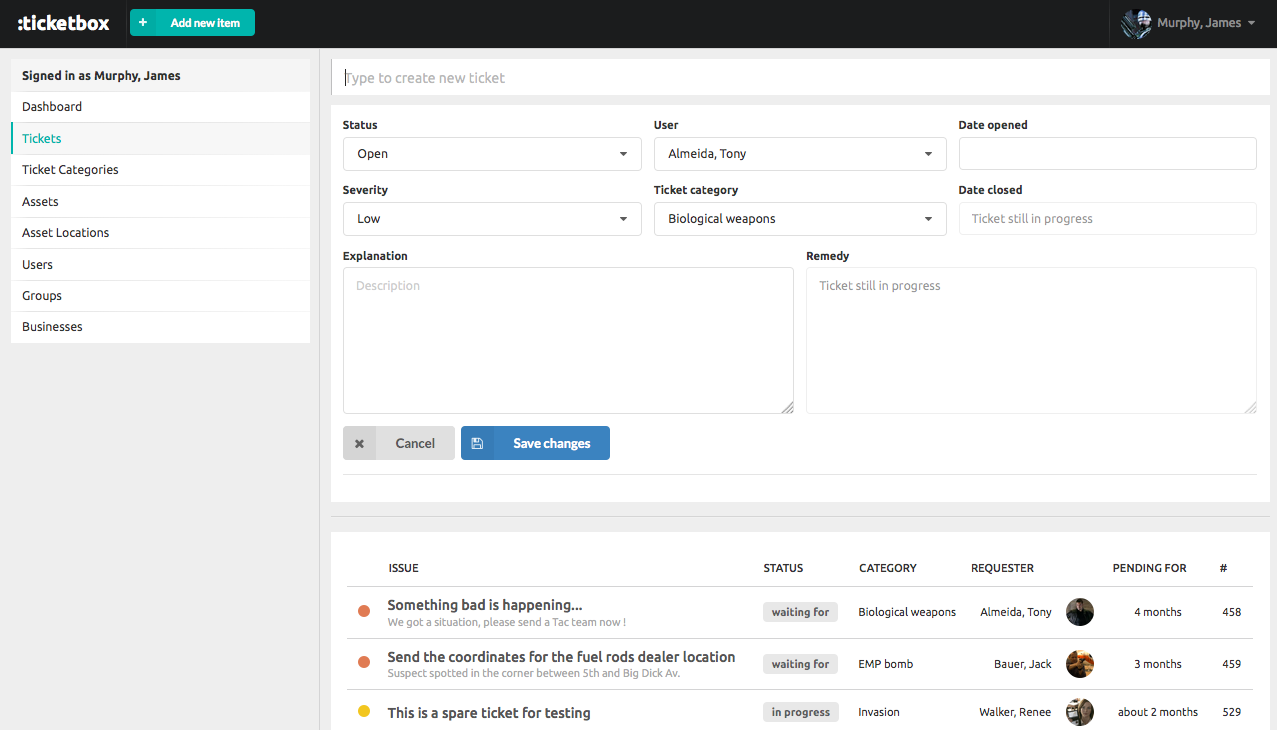 :ticketbox
+ Add new item
Murphy, James
Signed in as Murphy, James
Dashboard
Tickets
Ticket Categories
Assets
Asset Locations
Users
Groups
Businesses
Type to create new ticket
Status User Date opened
Open Almeida, Tony
Severity Ticket category Date closed
Low Biological weapons Ticket still in progress
Explanation Remedy
Description Ticket still in progress
Cancel Save changes
ISSUE STATUS CATEGORY REQUESTER PENDING FOR #
Something bad is happening... waiting for Biological weapons Almeida, Tony 4 months 458
We got a situation, please send a Tac team now !
Send the coordinates for the fuel rods dealer location waiting for EMP bomb Bauer, Jack 3 months 459
Suspect spotted in the corner between 5th and Big Dick Av.
This is a spare ticket for testing in progress Invasion Walker, Renee about 2 months 529